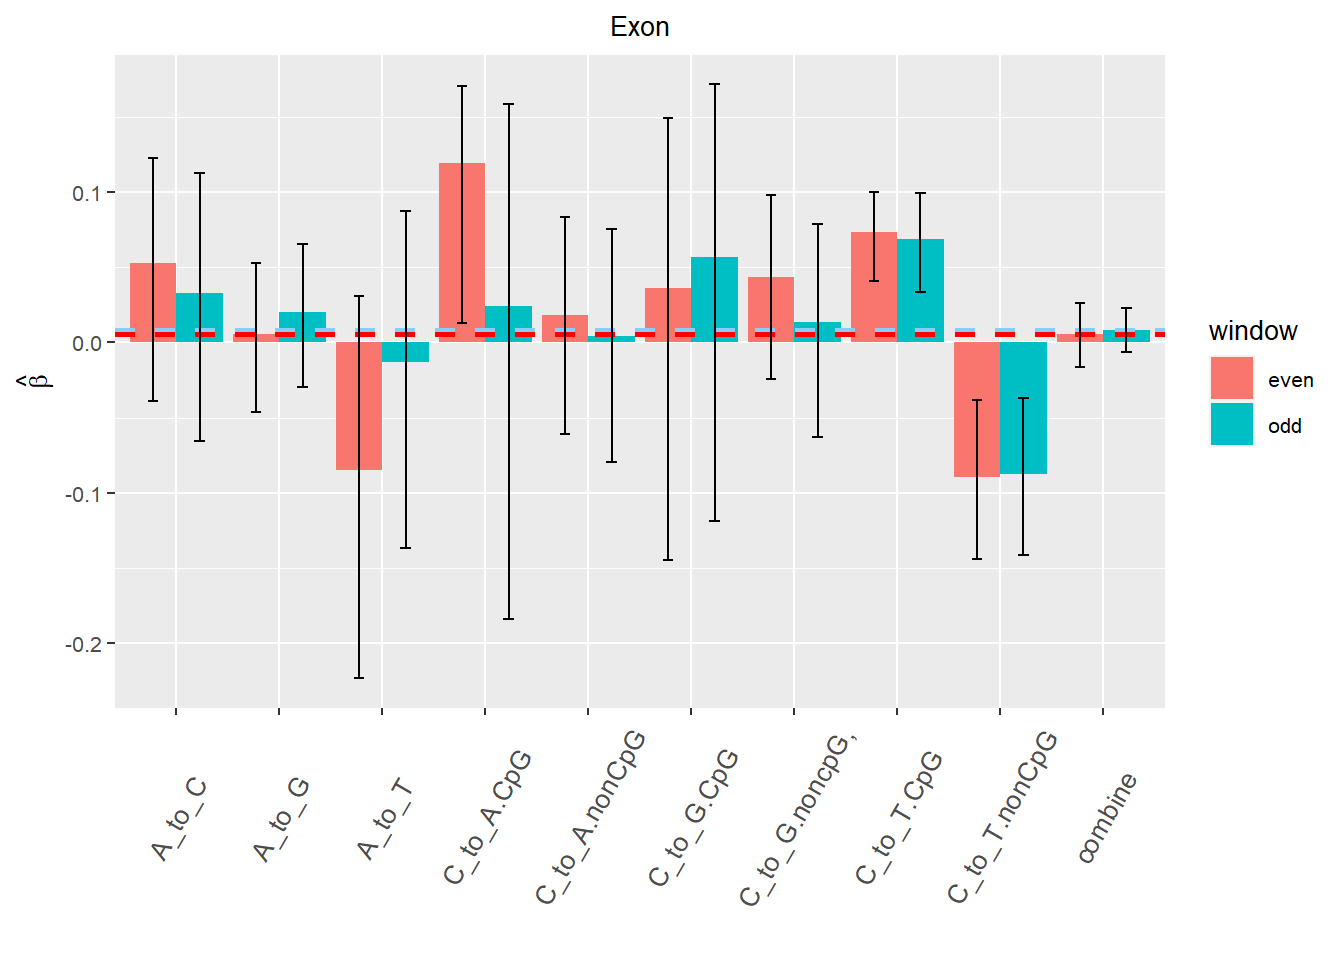 Exon
0.1
0.0
-0.1
-0.2
β̂
A_to_C
A_to_G
A_to_T
C_to_A.CpG
C_to_A.nonCpG
C_to_G.CpG
C_to_G.noncpG,
C_to_T.CpG
C_to_T.nonCpG
combine
window
even
odd